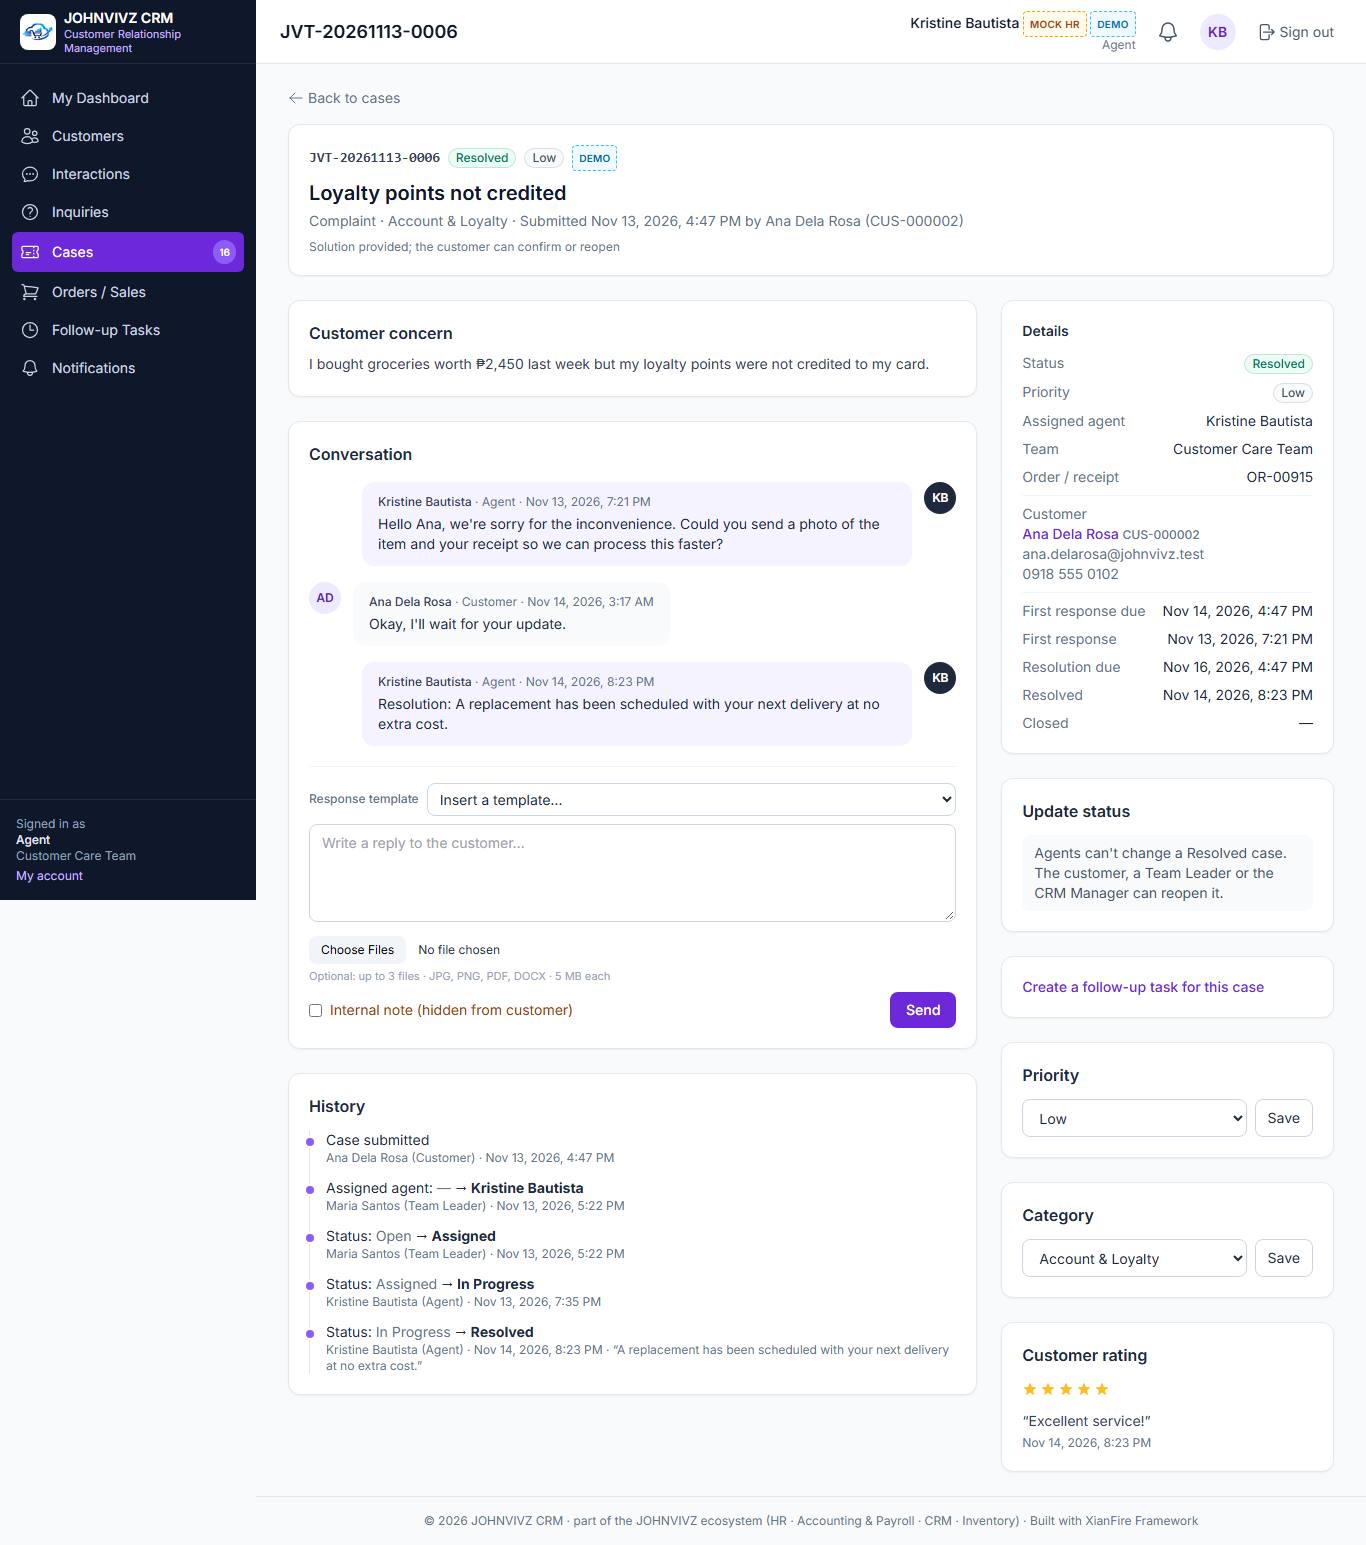 JOHNVIVZ CRM
Customer Relationship
Management
My Dashboard
Customers
Interactions
Inquiries
Cases 16
Orders / Sales
Follow-up Tasks
Notifications
Signed in as
Agent
Customer Care Team
My account
JVT-20261113-0006
Kristine Bautista MOCK HR DEMO
Agent
KB
Sign out
← Back to cases
JVT-20261113-0006 Resolved Low DEMO
Loyalty points not credited
Complaint · Account & Loyalty · Submitted Nov 13, 2026, 4:47 PM by Ana Dela Rosa (CUS-000002)
Solution provided; the customer can confirm or reopen
Customer concern
I bought groceries worth ₱2,450 last week but my loyalty points were not credited to my card.
Conversation
Kristine Bautista · Agent · Nov 13, 2026, 7:21 PM
KB
Hello Ana, we're sorry for the inconvenience. Could you send a photo of the
item and your receipt so we can process this faster?
AD
Ana Dela Rosa · Customer · Nov 14, 2026, 3:17 AM
Okay, I'll wait for your update.
Kristine Bautista · Agent · Nov 14, 2026, 8:23 PM
KB
Resolution: A replacement has been scheduled with your next delivery at no
extra cost.
Response template Insert a template...
Write a reply to the customer...
Choose Files No file chosen
Optional: up to 3 files · JPG, PNG, PDF, DOCX · 5 MB each
Internal note (hidden from customer)
Send
History
Case submitted
Ana Dela Rosa (Customer) · Nov 13, 2026, 4:47 PM
Assigned agent: — → Kristine Bautista
Maria Santos (Team Leader) · Nov 13, 2026, 5:22 PM
Status: Open → Assigned
Maria Santos (Team Leader) · Nov 13, 2026, 5:22 PM
Status: Assigned → In Progress
Kristine Bautista (Agent) · Nov 13, 2026, 7:35 PM
Status: In Progress → Resolved
Kristine Bautista (Agent) · Nov 14, 2026, 8:23 PM · “A replacement has been scheduled with your next delivery
at no extra cost.”
Details
Status Resolved
Priority Low
Assigned agent Kristine Bautista
Team Customer Care Team
Order / receipt OR-00915
Customer
Ana Dela Rosa CUS-000002
ana.delarosa@johnvivz.test
0918 555 0102
First response due Nov 14, 2026, 4:47 PM
First response Nov 13, 2026, 7:21 PM
Resolution due Nov 16, 2026, 4:47 PM
Resolved Nov 14, 2026, 8:23 PM
Closed —
Update status
Agents can't change a Resolved case.
The customer, a Team Leader or the
CRM Manager can reopen it.
Create a follow-up task for this case
Priority
Low Save
Category
Account & Loyalty Save
Customer rating
“Excellent service!”
Nov 14, 2026, 8:23 PM
© 2026 JOHNVIVZ CRM · part of the JOHNVIVZ ecosystem (HR · Accounting & Payroll · CRM · Inventory) · Built with XianFire Framework